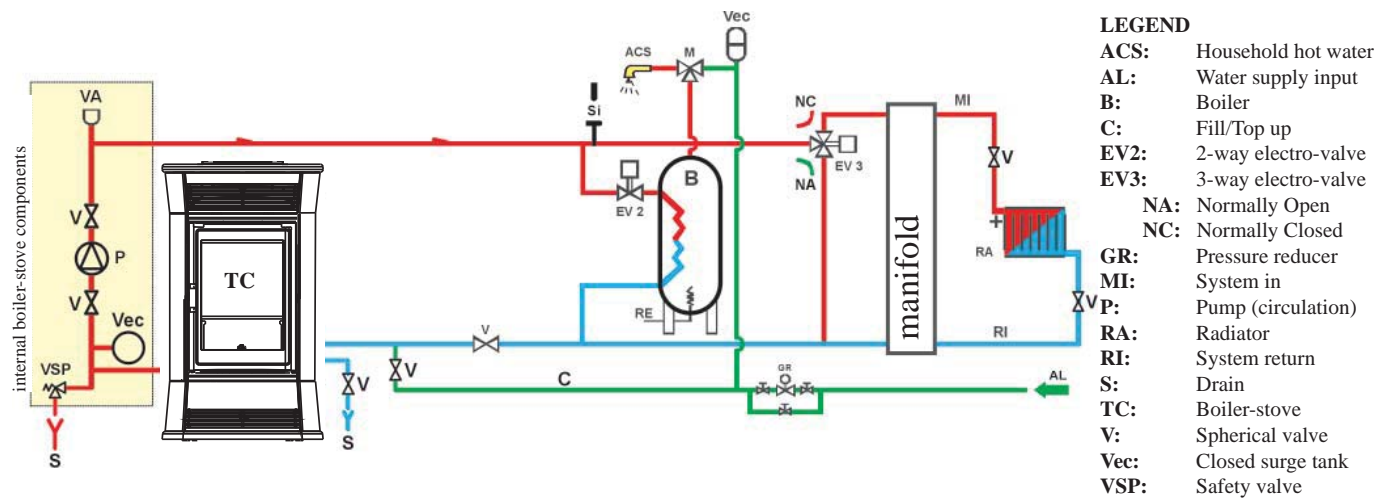 internal boiler-stove components
VA
V
P
V
Vec
VSP
S
TC
V
S
V
C
V
Si
EV 2
ACS
M
Vec
B
RE
NC
NA
EV 3
GR
AL
manifold
MI
V
RA
+
V
RI
LEGEND
ACS: Household hot water
AL: Water supply input
B: Boiler
C: Fill/Top up
EV2: 2-way electro-valve
EV3: 3-way electro-valve
NA: Normally Open
NC: Normally Closed
GR: Pressure reducer
MI: System in
P: Pump (circulation)
RA: Radiator
RI: System return
S: Drain
TC: Boiler-stove
V: Spherical valve
Vec: Closed surge tank
VSP: Safety valve